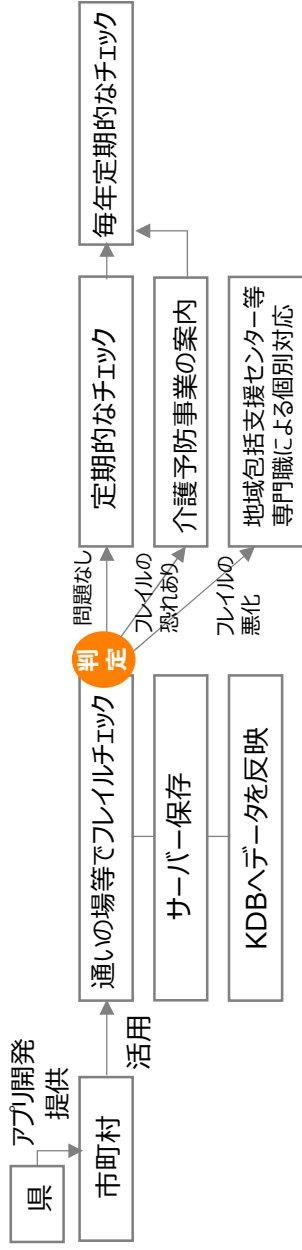 県
アプリ開発
提供
市町村
活用
通いの場等でフレイルチェック
サーバー保存
KDBへデータを反映
判
定
問題なし
フレイルの
恐れあり
フレイルの
悪化
定期的なチェック
介護予防事業の案内
地域包括支援センター等
専門職による個別対応
毎年定期的なチェック